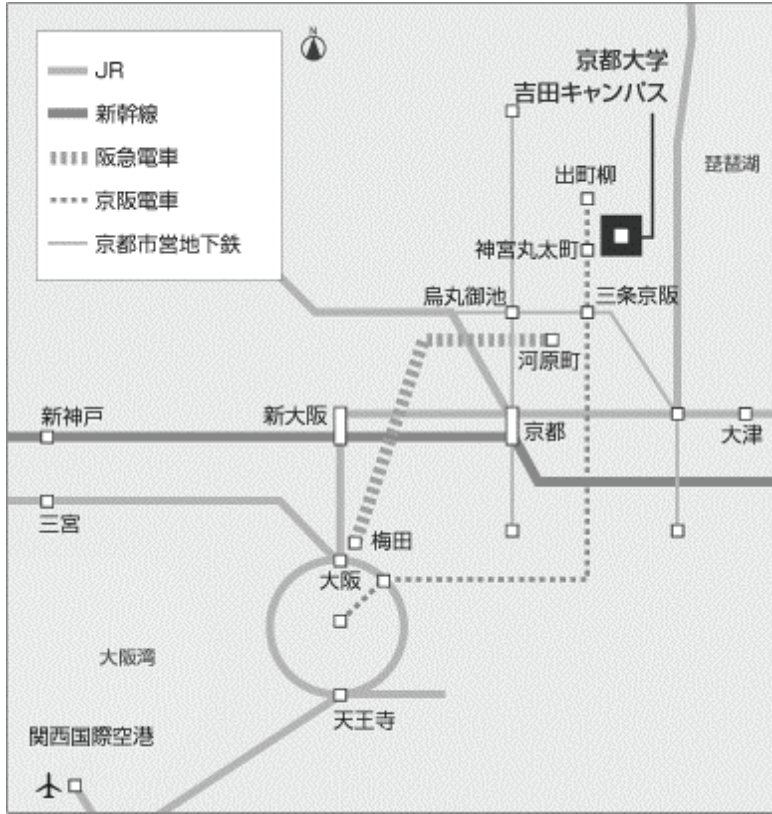 JR
新幹線
阪急電車
京阪電車
京都市営地下鉄
N
京都大学
吉田キャンパス
琵琶湖
出町柳
神宮丸太町
烏丸御池
三条京阪
河原町
新神戸
新大阪
京都
大津
三宮
梅田
大阪
大阪湾
天王寺
関西国際空港